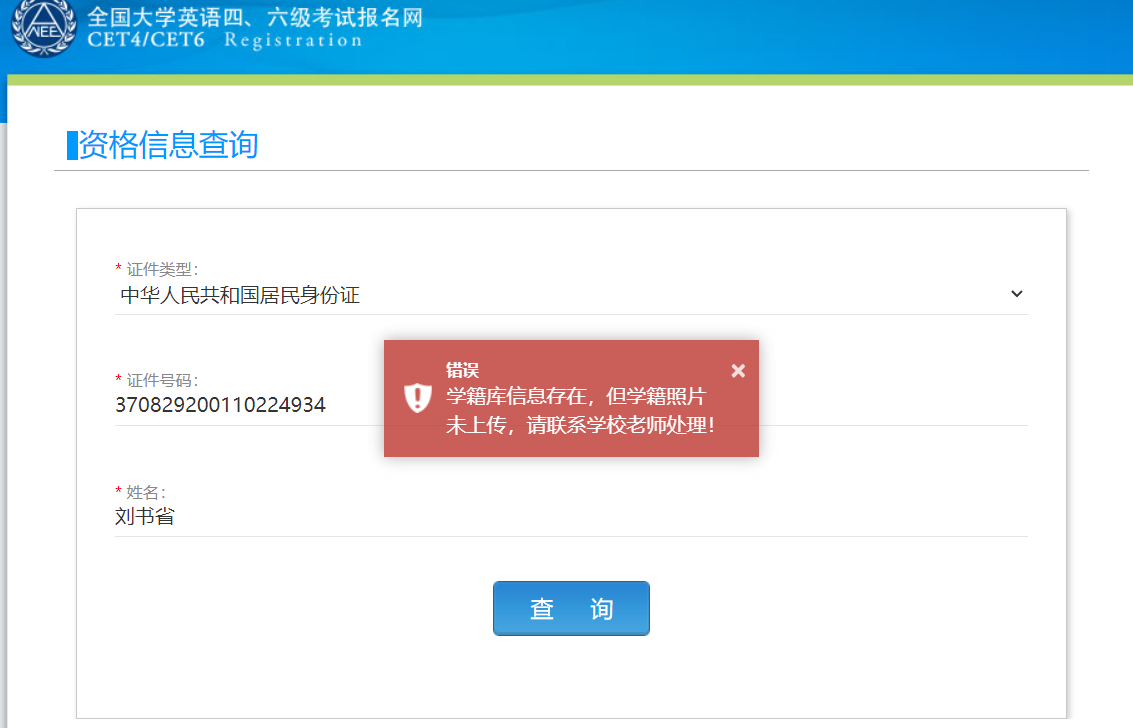 NEEA
全国大学英语四、六级考试报名网
CET4/CET6 Registration
资格信息查询
* 证件类型:
中华人民共和国居民身份证
* 证件号码:
370829200110224934
错误
学籍库信息存在，但学籍照片
未上传，请联系学校老师处理！
* 姓名:
刘书省
查 询